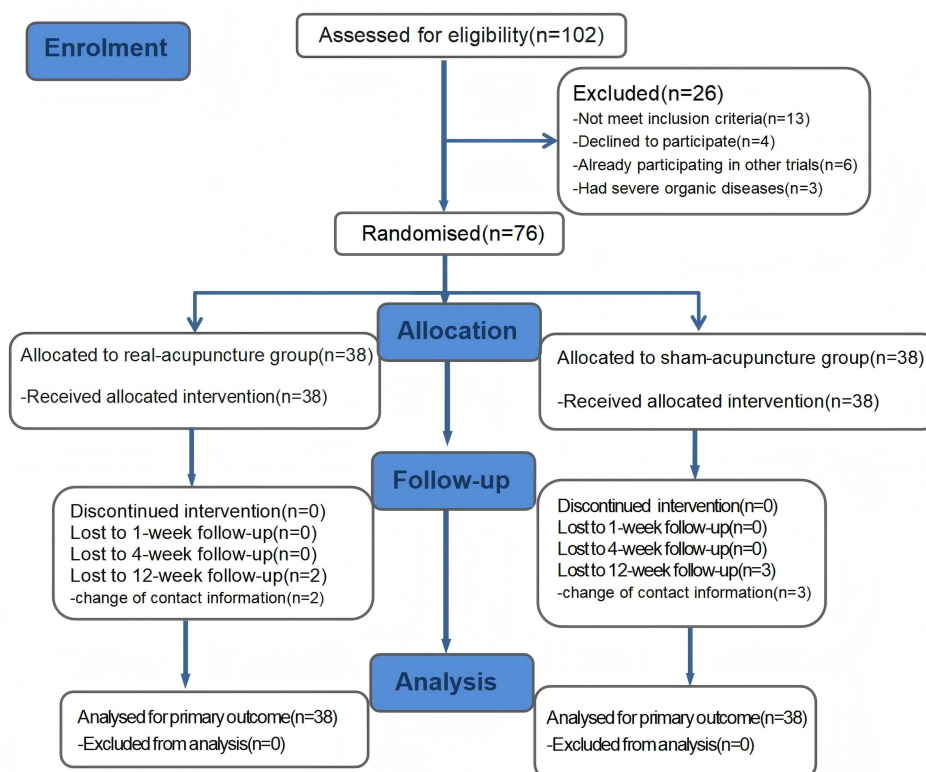 Enrolment
Assessed for eligibility(n=102)
Excluded(n=26)
-Not meet inclusion criteria(n=13)
-Declined to participate(n=4)
-Already participating in other trials(n=6)
-Had severe organic diseases(n=3)
Randomised(n=76)
Allocation
Allocated to real-acupuncture group(n=38)
-Received allocated intervention(n=38)
Allocated to sham-acupuncture group(n=38)
-Received allocated intervention(n=38)
Follow-up
Discontinued intervention(n=0)
Lost to 1-week follow-up(n=0)
Lost to 4-week follow-up(n=0)
Lost to 12-week follow-up(n=2)
-change of contact information(n=2)
Discontinued intervention(n=0)
Lost to 1-week follow-up(n=0)
Lost to 4-week follow-up(n=0)
Lost to 12-week follow-up(n=3)
-change of contact information(n=3)
Analysis
Analysed for primary outcome(n=38)
-Excluded from analysis(n=0)
Analysed for primary outcome(n=38)
-Excluded from analysis(n=0)